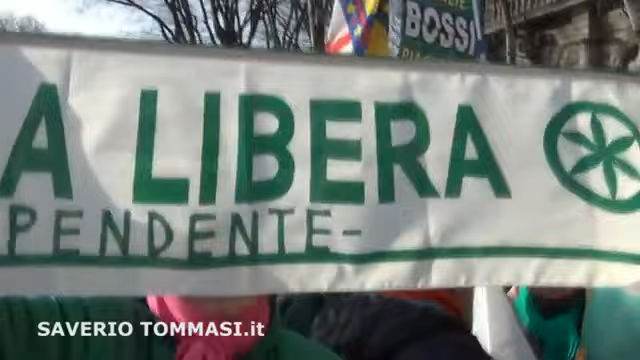 BOSSI
A LIBERA
PENDENTE-
SAVERIO TOMMASI.it